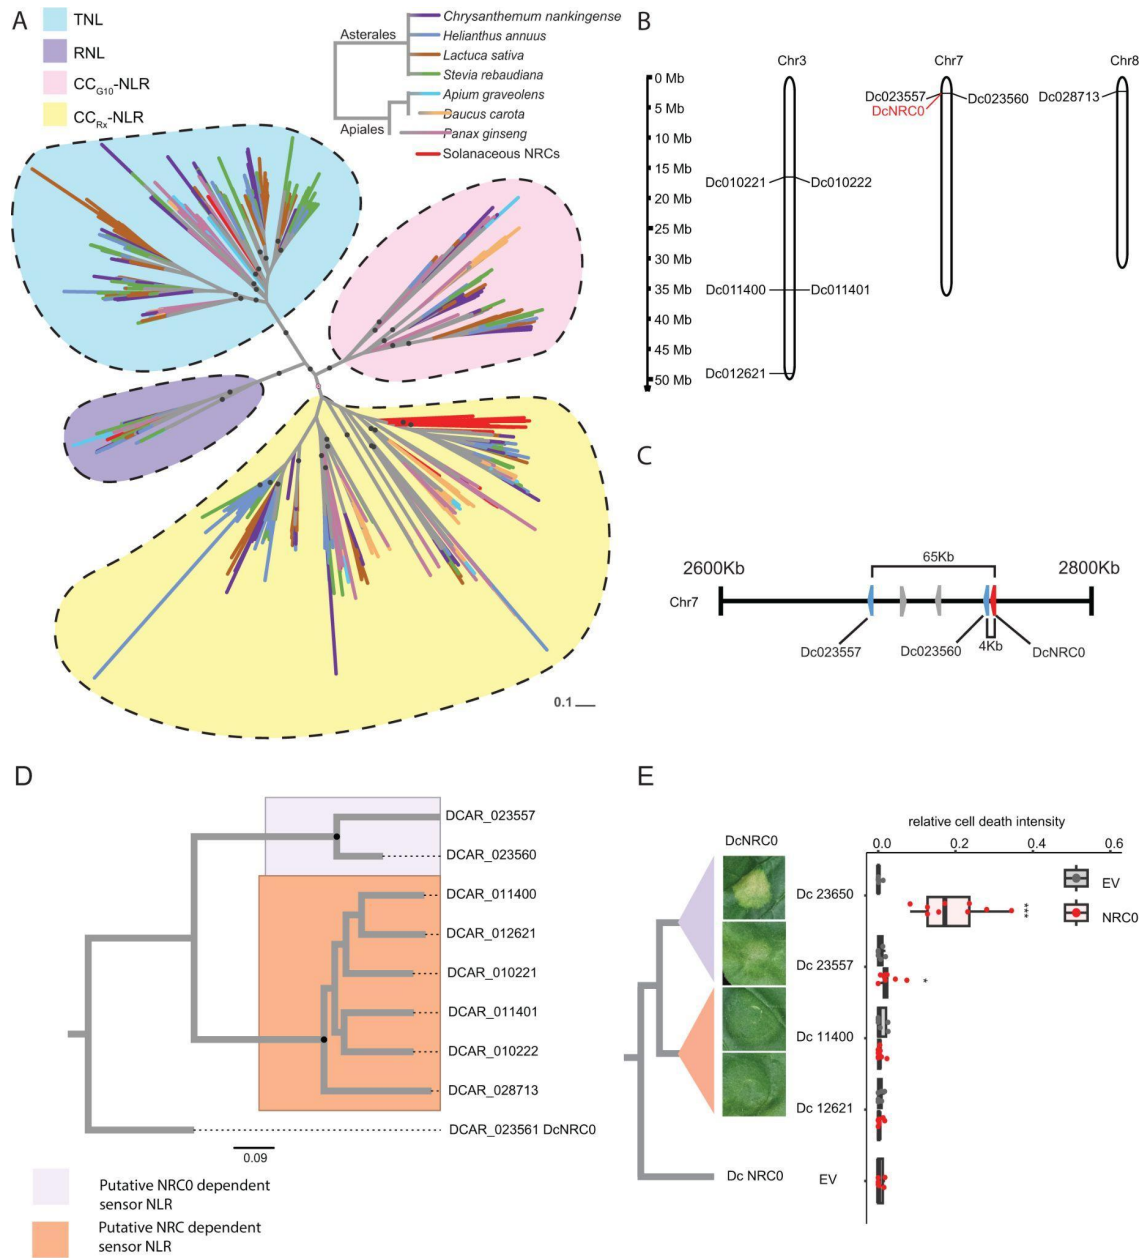 A
TNL
RNL
CCG10-NLR
CCRx-NLR
Asterales
Apiales
Chrysanthemum nankingense
Helianthus annuus
Lactuca sativa
Stevia rebaudiana
Apium graveolens
Daucus carota
Panax ginseng
Solanaceous NRCs
0.1
B
Chr3
Chr7
Chr8
0 Mb
5 Mb
10 Mb
15 Mb
20 Mb
25 Mb
30 Mb
35 Mb
40 Mb
45 Mb
50 Mb
Dc023557
DcNRC0
Dc023560
Dc028713
Dc010221
Dc010222
Dc011400
Dc011401
Dc012621
C
65Kb
2600Kb
2800Kb
Chr7
Dc023557
Dc023560
4Kb
DcNRC0
D
DCAR_023557
DCAR_023560
DCAR_011400
DCAR_012621
DCAR_010221
DCAR_011401
DCAR_010222
DCAR_028713
DCAR_023561 DcNRC0
0.09
Putative NRC0 dependent
sensor NLR
Putative NRC dependent
sensor NLR
E
relative cell death intensity
DcNRC0
0.0
0.2
0.4
0.6
EV
NRC0
Dc 23650
***
Dc 23557
*
Dc 11400
Dc 12621
Dc NRC0
EV